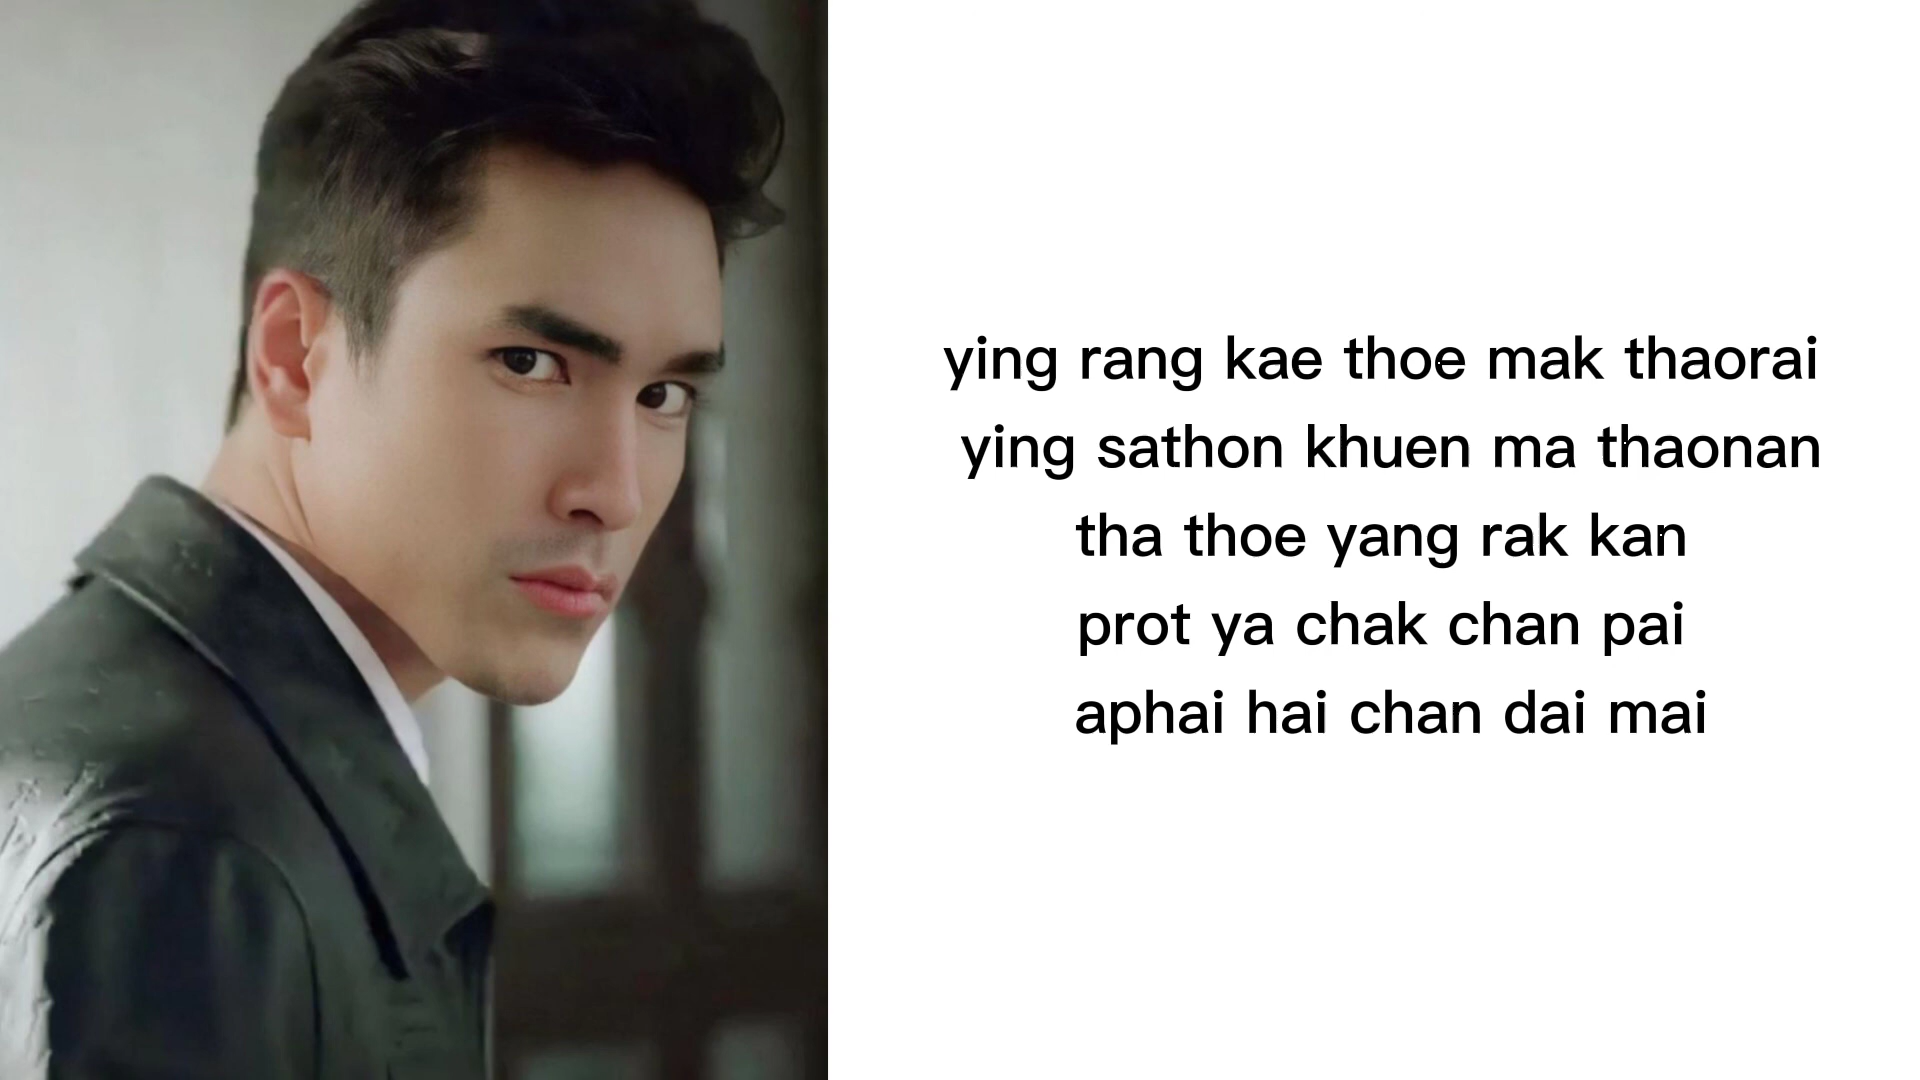 ying rang kae thoe mak thaorai
ying sathon khuen ma thaonan
tha thoe yang rak kan
prot ya chak chan pai
aphai hai chan dai mai